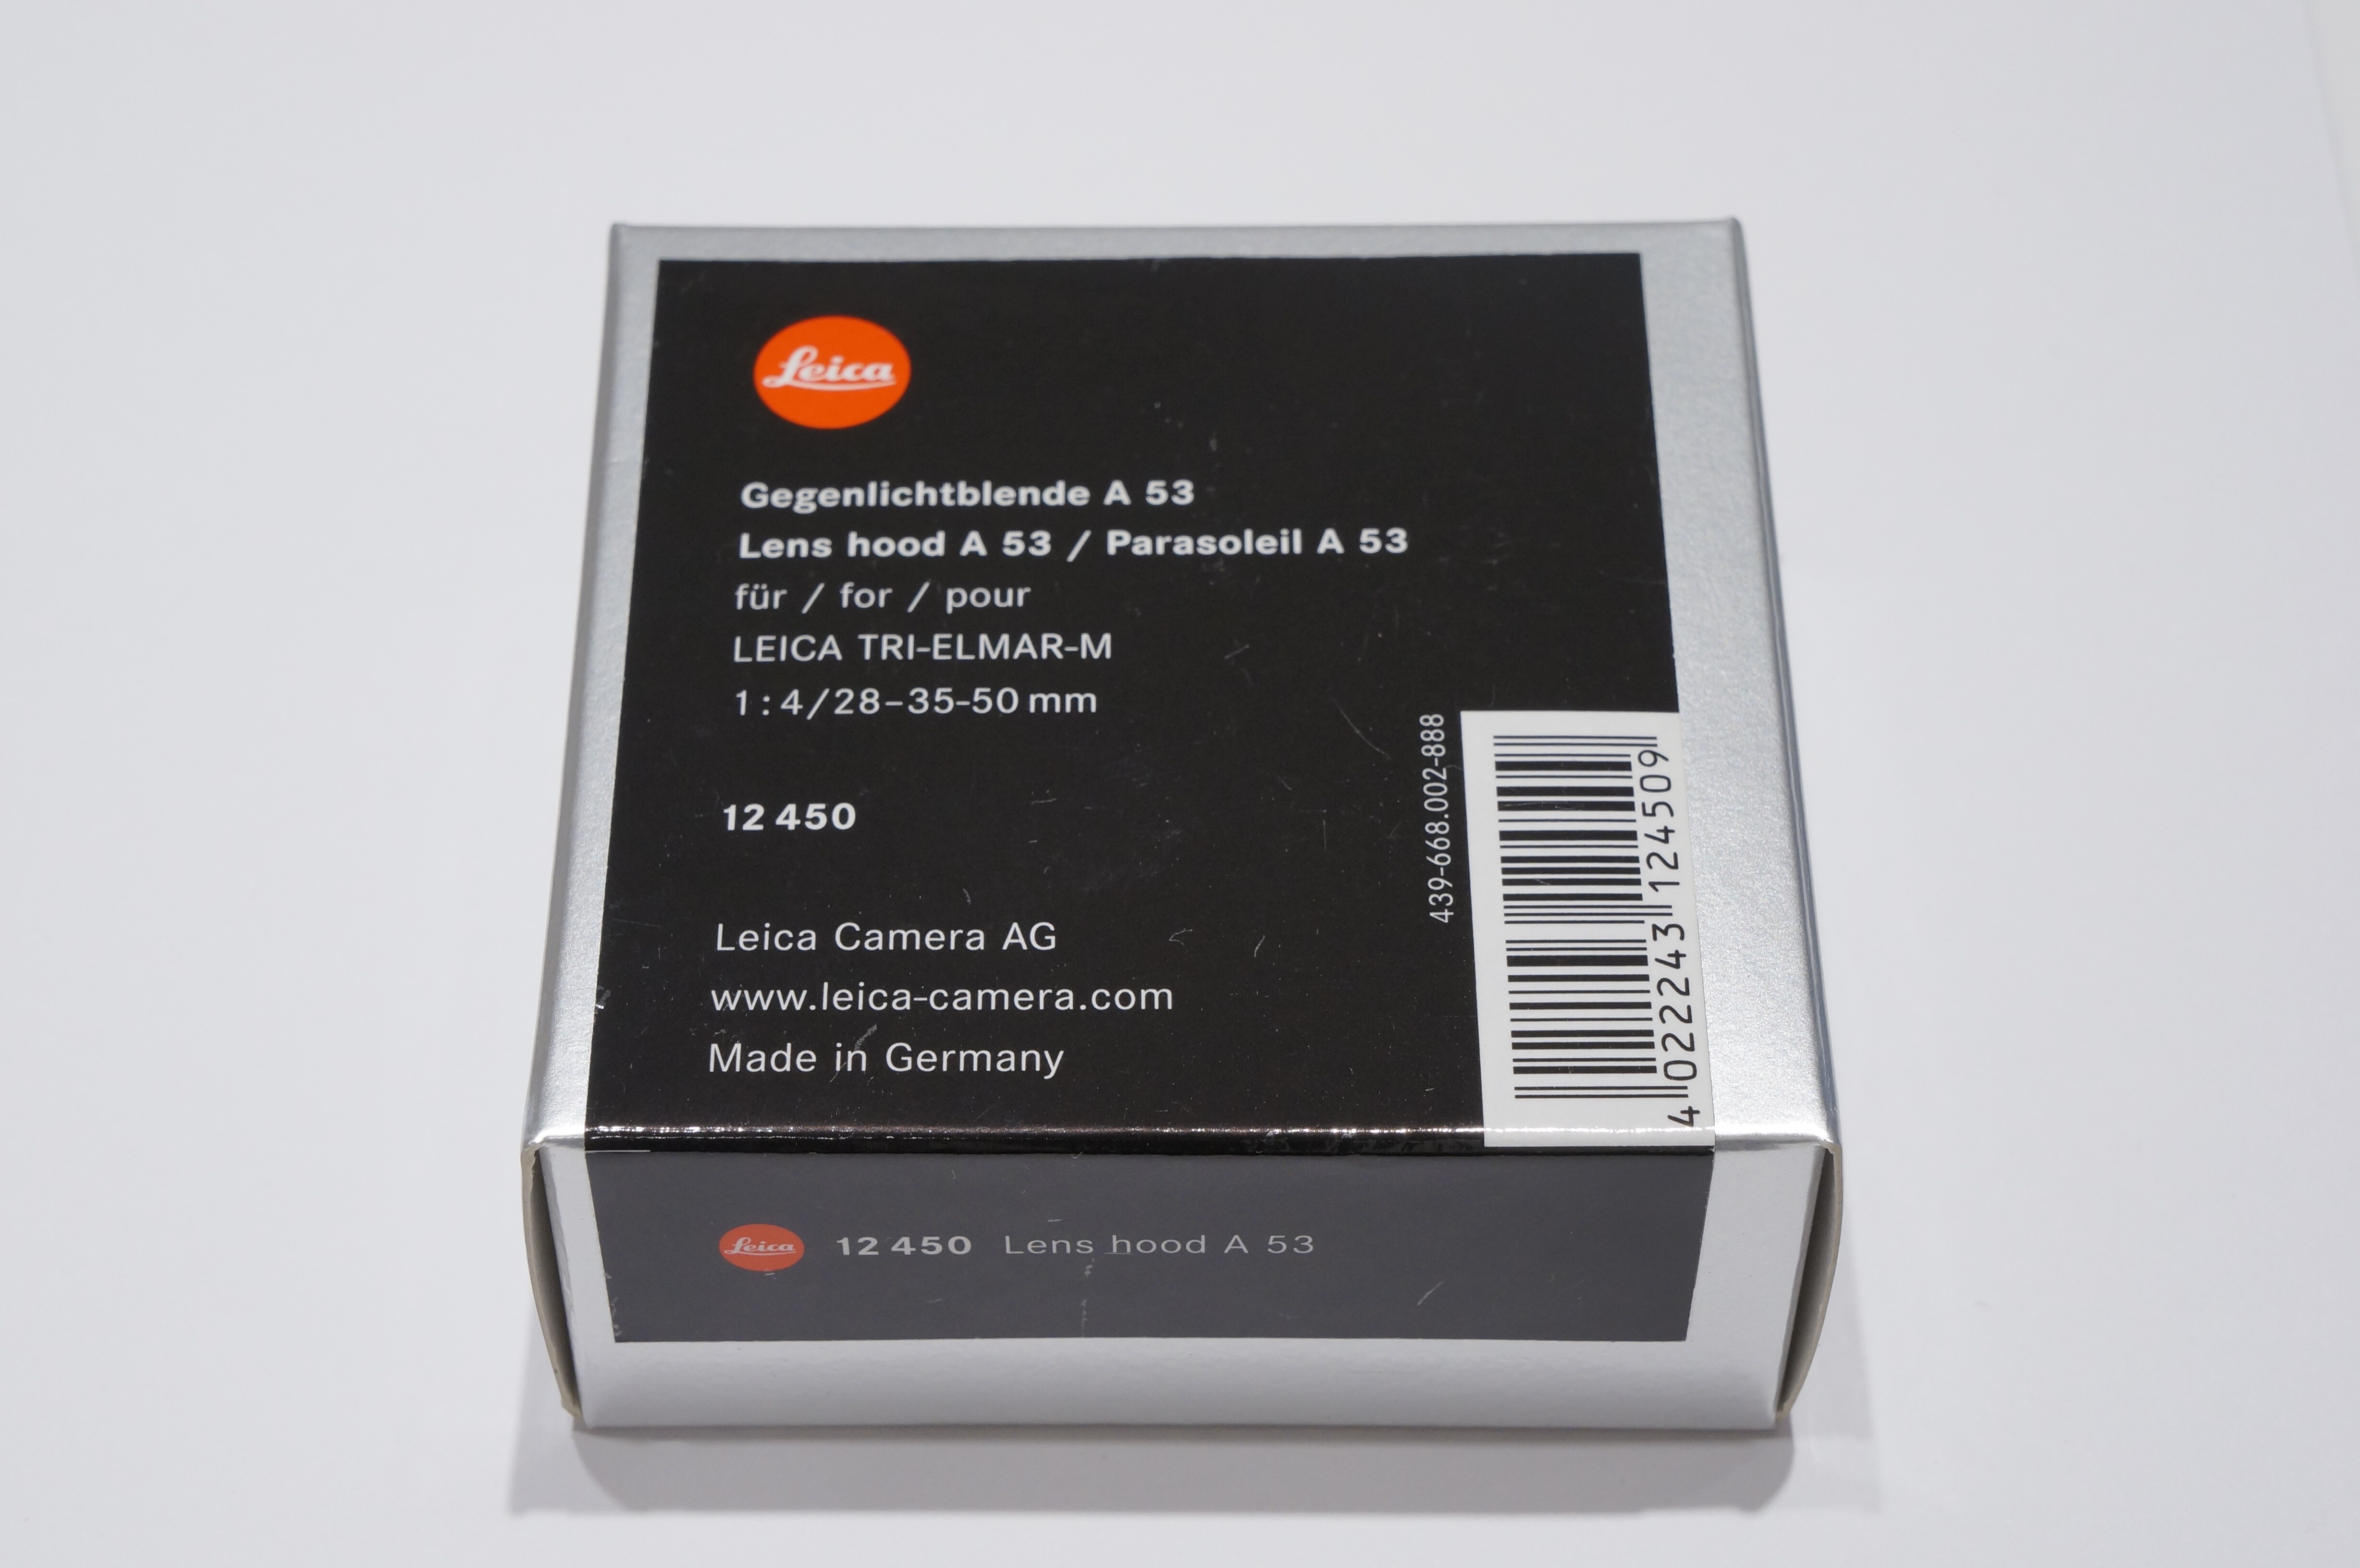 Leica
Gegenlichtblende A 53
Lens hood A 53 / Parasoleil A 53
für / for / pour
LEICA TRI-ELMAR-M
1:4/28-35-50 mm
12 450
Leica Camera AG
www.leica-camera.com
Made in Germany
439-668.002-888
4 022243 124509
Leica 12 450 Lens hood A 53